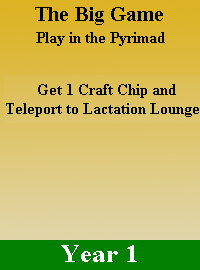 The Big Game
Play in the Pyrimad
Get 1 Craft Chip and
Teleport to Lactation Lounge
Year 1